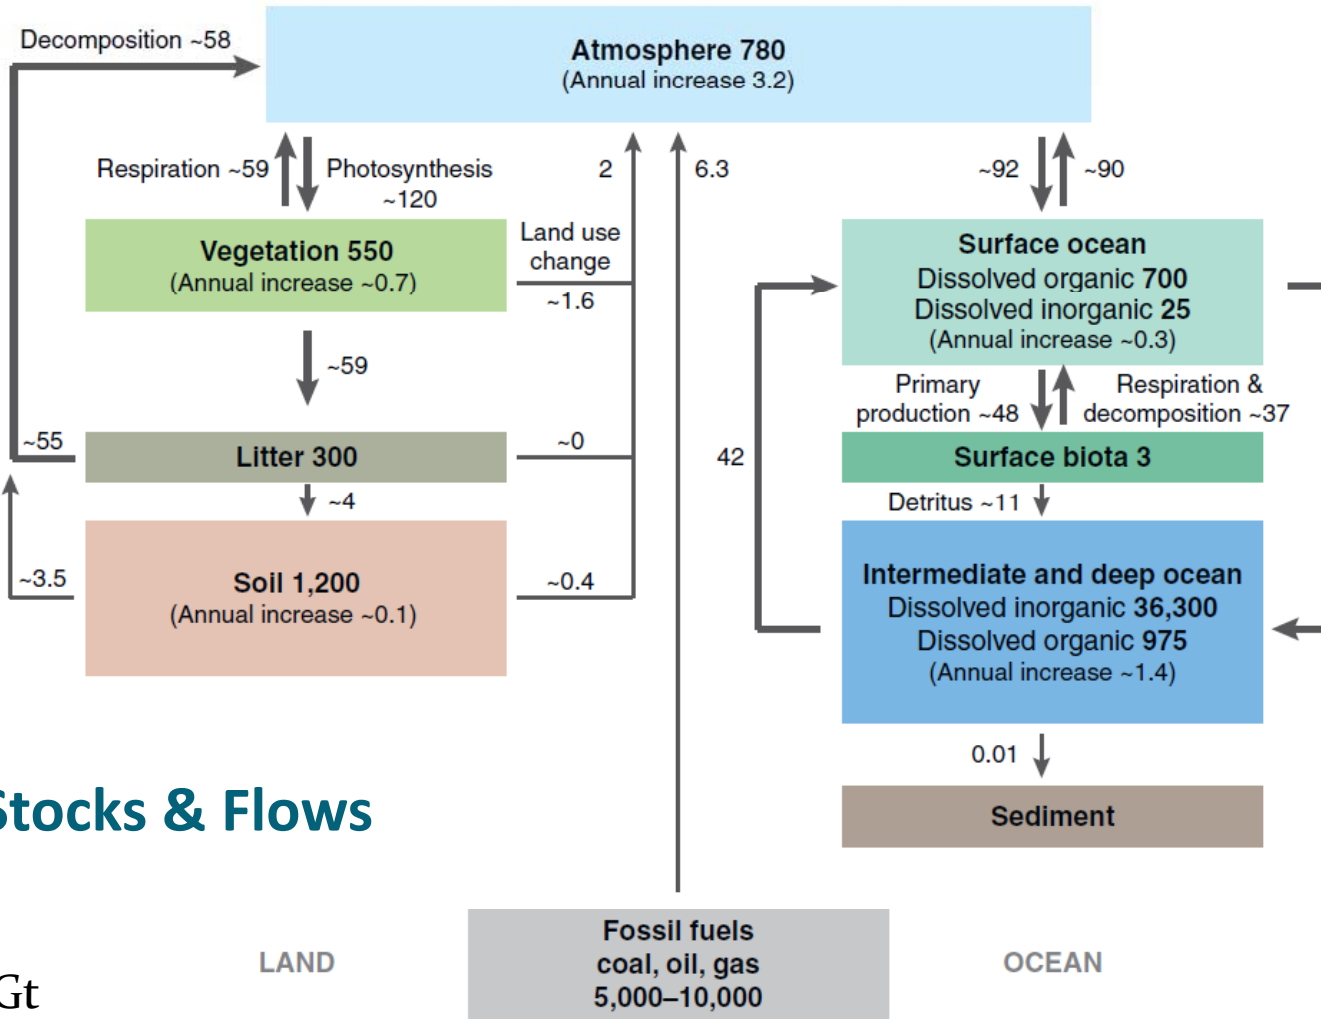 Decomposition ~58
Atmosphere 780
(Annual increase 3.2)
Respiration ~59
Photosynthesis
~120
2
6.3
~92
~90
Vegetation 550
(Annual increase ~0.7)
Land use
change
~1.6
Surface ocean
Dissolved organic 700
Dissolved inorganic 25
(Annual increase ~0.3)
~59
Primary
production ~48
Respiration &
decomposition ~37
~55
Litter 300
~0
42
Surface biota 3
~4
Detritus ~11
~3.5
Soil 1,200
(Annual increase ~0.1)
~0.4
Intermediate and deep ocean
Dissolved inorganic 36,300
Dissolved organic 975
(Annual increase ~1.4)
0.01
Stocks & Flows
Sediment
Fossil fuels
coal, oil, gas
5,000–10,000
LAND
OCEAN
Gt